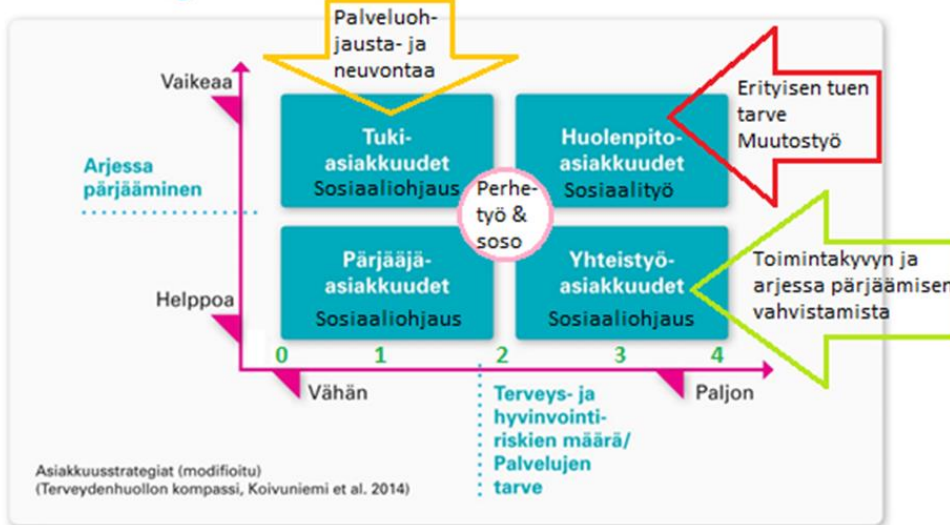 Palveluoh-
jausta- ja
neuvontaa
Vaikeaa
Erityisen tuen
tarve
Muutostyö
Tuki-
asiakkuudet
Sosiaaliohjaus
Huolenpito-
asiakkuudet
Sosiaalityö
Arjessa
pärjääminen
Perhe-
työ &
soso
Pärjääjä-
asiakkuudet
Sosiaaliohjaus
Yhteistyö-
asiakkuudet
Sosiaaliohjaus
Toimintakyvyn ja
arjessa pärjäämisen
vahvistamista
Helppoa
0 1 2 3 4
Vähän
Terveys- ja
hyvinvointi-
riskien määrä/
Palvelujen
tarve
Paljon
Asiakkuusstrategiat (modifioitu)
(Terveydenhuollon kompassi, Koivuniemi et al. 2014)